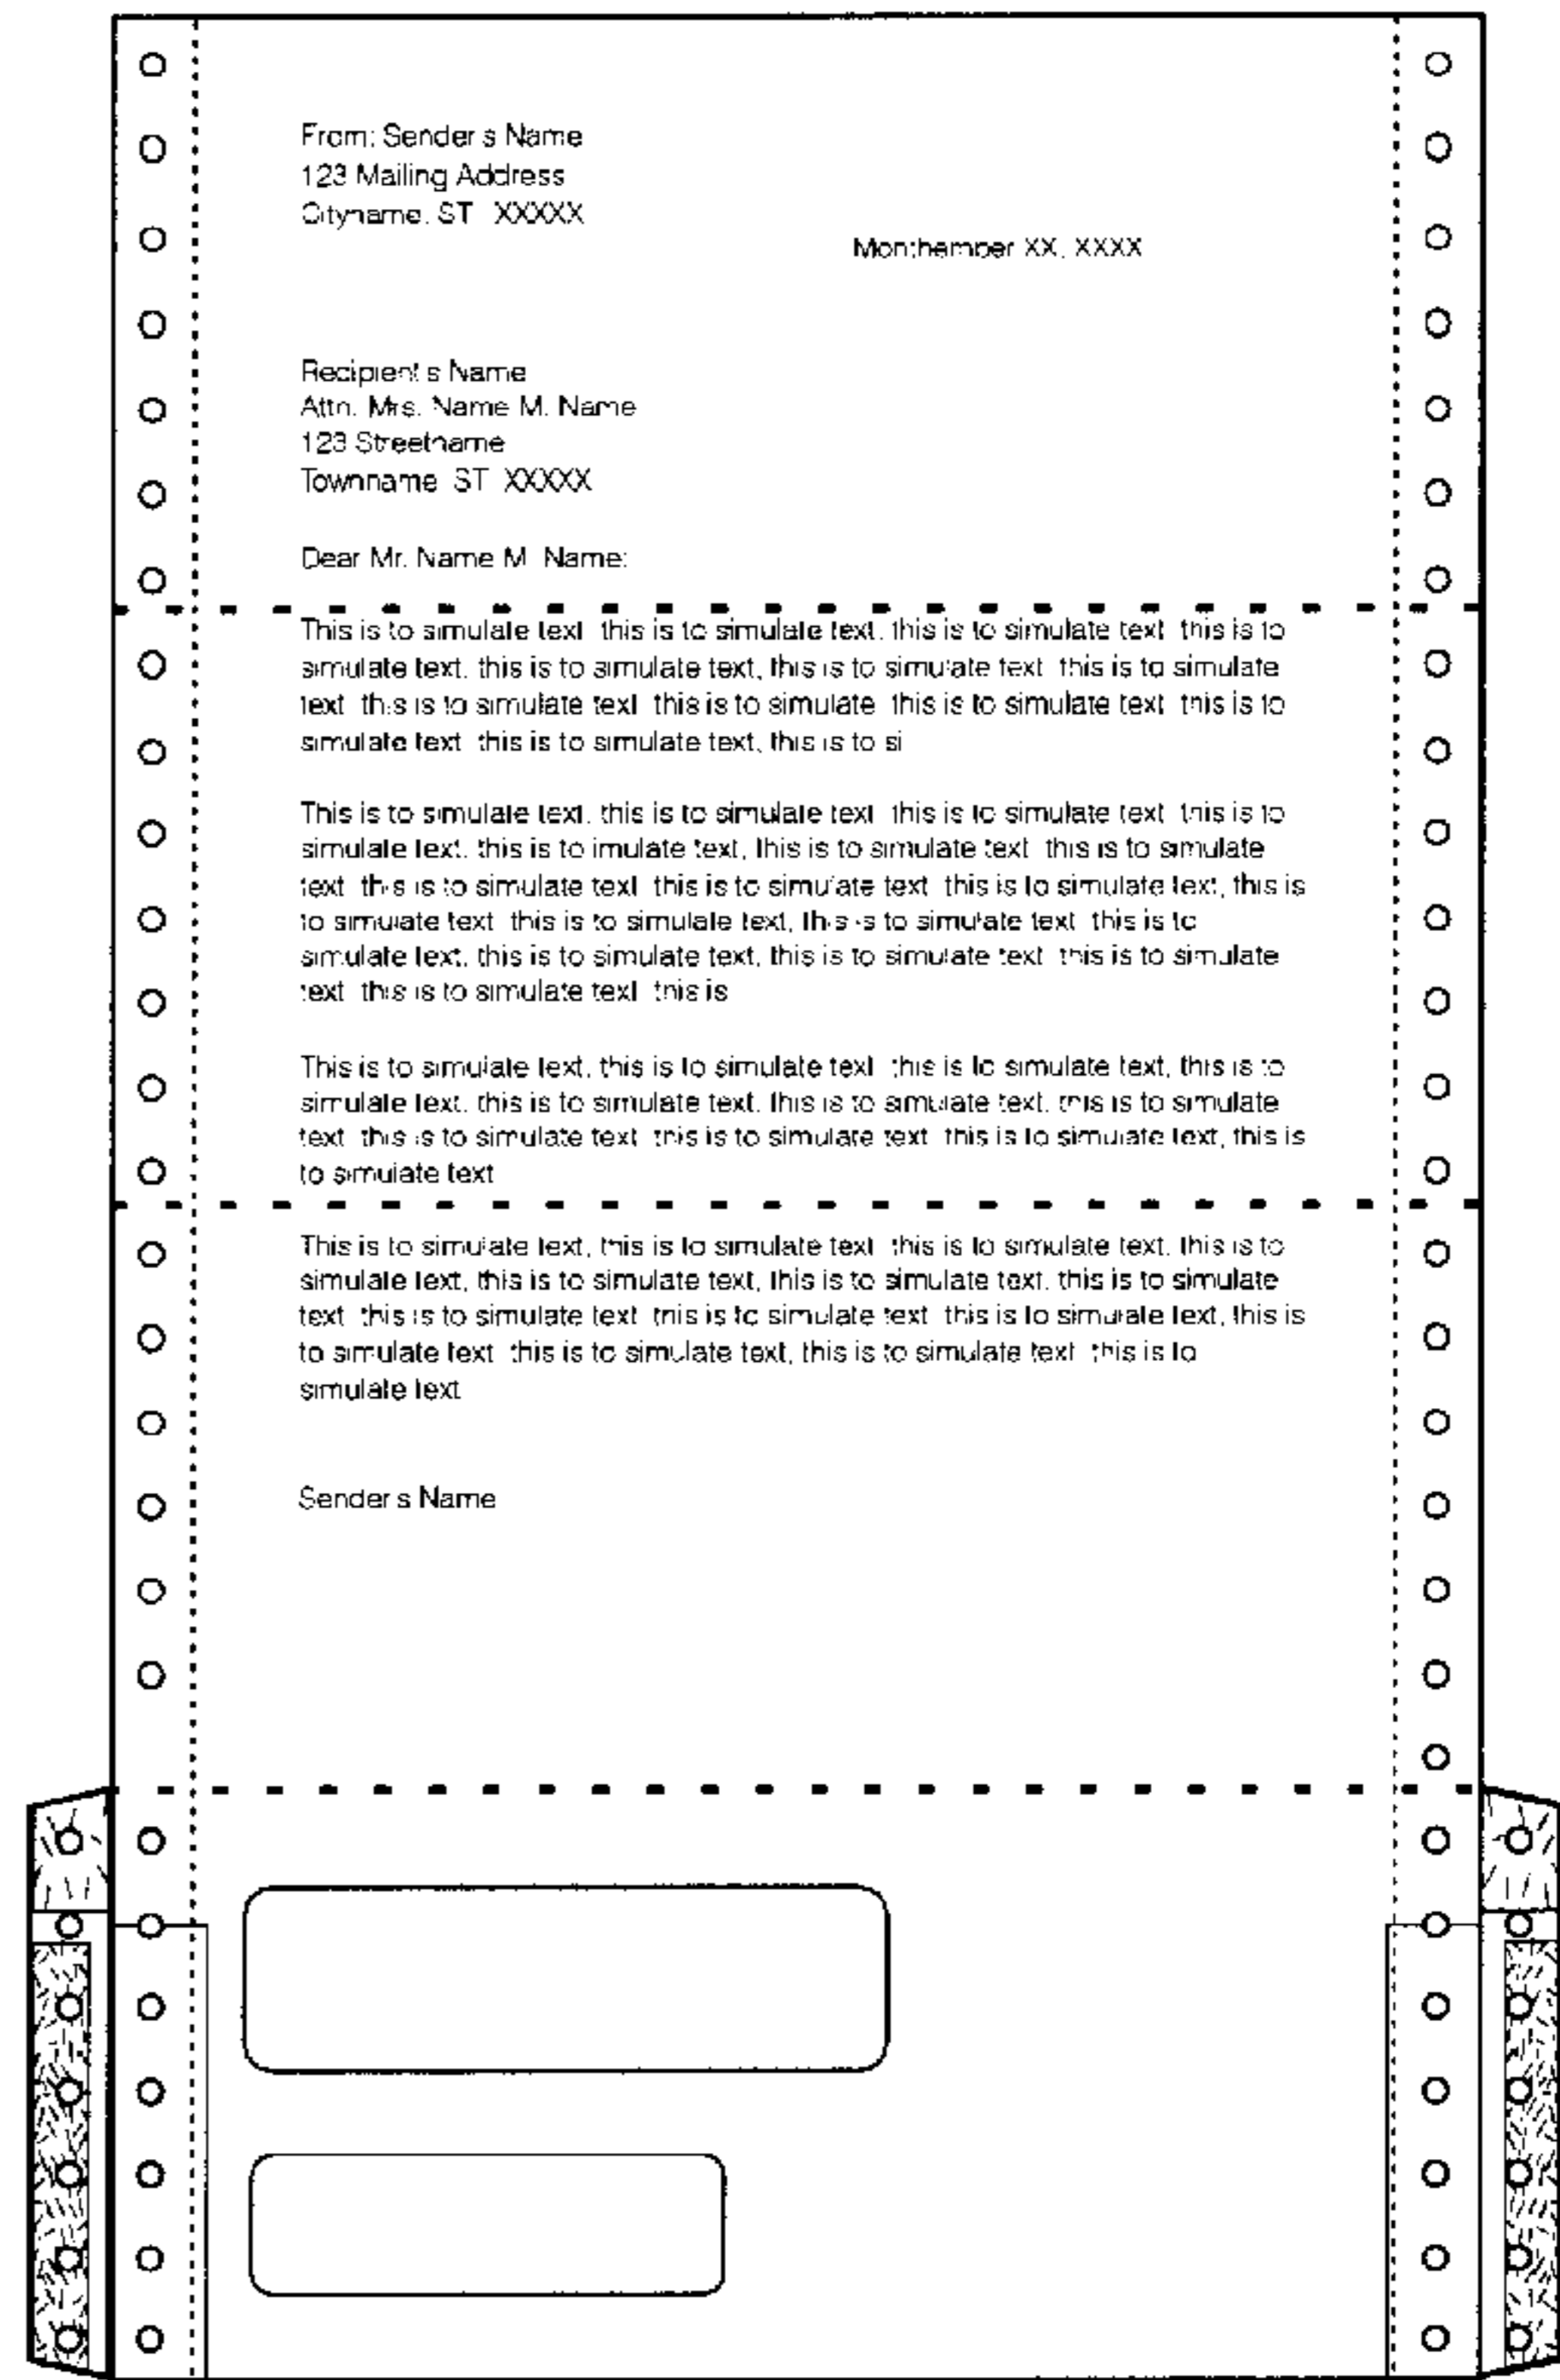 From: Sender s Name
123 Mailing Address
Cityname, ST XXXXX
Monthember XX, XXXX
Recipient s Name
Attn. Mrs. Name M. Name
123 Streetname
Townname ST XXXXX
Dear Mr. Name M Name:
This is to simulate text this is to simulate text, this is to simulate text this is to
simulate text, this is to simulate text, this is to simulate text this is to simulate
text this is to simulate text this is to simulate this is to simulate text this is to
simulate text this is to simulate text, this is to si
This is to simulate text, this is to simulate text this is to simulate text this is to
simulate text, this is to imulate text, this is to simulate text this is to simulate
text this is to simulate text this is to simulate text this is to simulate text, this is
to simulate text this is to simulate text, this is to simulate text this is to
simulate text, this is to simulate text, this is to simulate text this is to simulate
text this is to simulate text this is
This is to simulate text, this is to simulate text this is to simulate text, this is to
simulate text, this is to simulate text, this is to simulate text, this is to simulate
text this is to simulate text this is to simulate text this is to simulate text, this is
to simulate text
This is to simulate text, this is to simulate text this is to simulate text, this is to
simulate text, this is to simulate text, this is to simulate text, this is to simulate
text this is to simulate text this is to simulate text this is to simulate text, this is
to simulate text this is to simulate text, this is to simulate text this is to
simulate text
Sender s Name